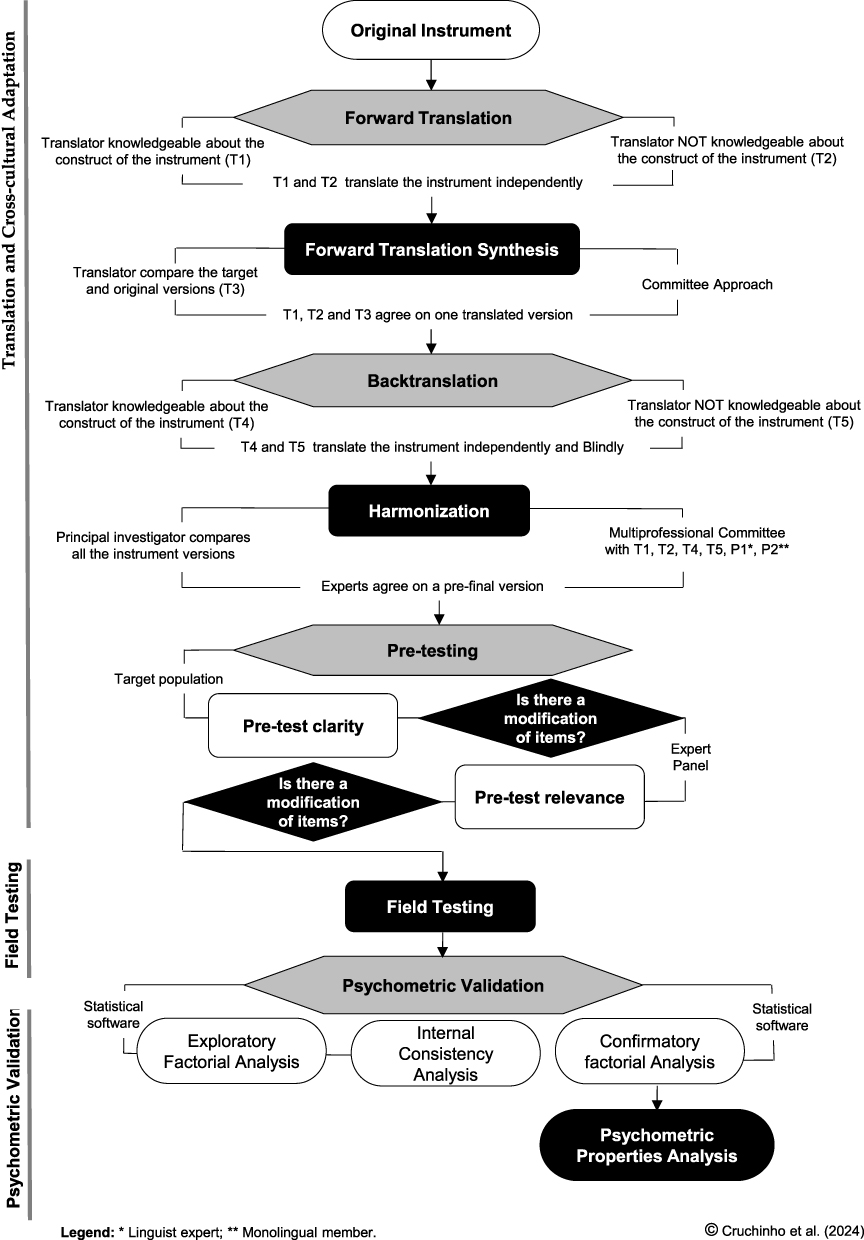 Translation and Cross-cultural Adaptation
Original Instrument
Forward Translation
Translator knowledgeable about the
construct of the instrument (T1)
Translator NOT knowledgeable about
the construct of the instrument (T2)
T1 and T2 translate the instrument independently
Forward Translation Synthesis
Translator compare the target
and original versions (T3)
Committee Approach
T1, T2 and T3 agree on one translated version
Backtranslation
Translator knowledgeable about the
construct of the instrument (T4)
Translator NOT knowledgeable about
the construct of the instrument (T5)
T4 and T5 translate the instrument independently and Blindly
Harmonization
Principal investigator compares
all the instrument versions
Multiprofessional Committee
with T1, T2, T4, T5, P1*, P2**
Experts agree on a pre-final version
Pre-testing
Target population
Pre-test clarity
Is there a
modification
of items?
Expert
Panel
Pre-test relevance
Is there a
modification
of items?
Field Testing
Field Testing
Psychometric Validation
Psychometric Validation
Statistical
software
Statistical
software
Exploratory
Factorial Analysis
Internal
Consistency
Analysis
Confirmatory
factorial Analysis
Psychometric
Properties Analysis
Legend: * Linguist expert; ** Monolingual member.
© Cruchinho et al. (2024)